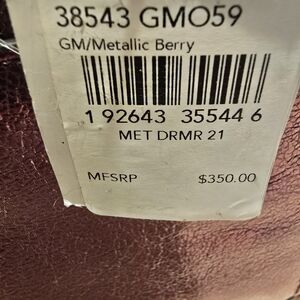 38543 GMO59
GM/Metallic Berry
1 92643 35544 6
MET DRMR 21
MFSRP $350.00